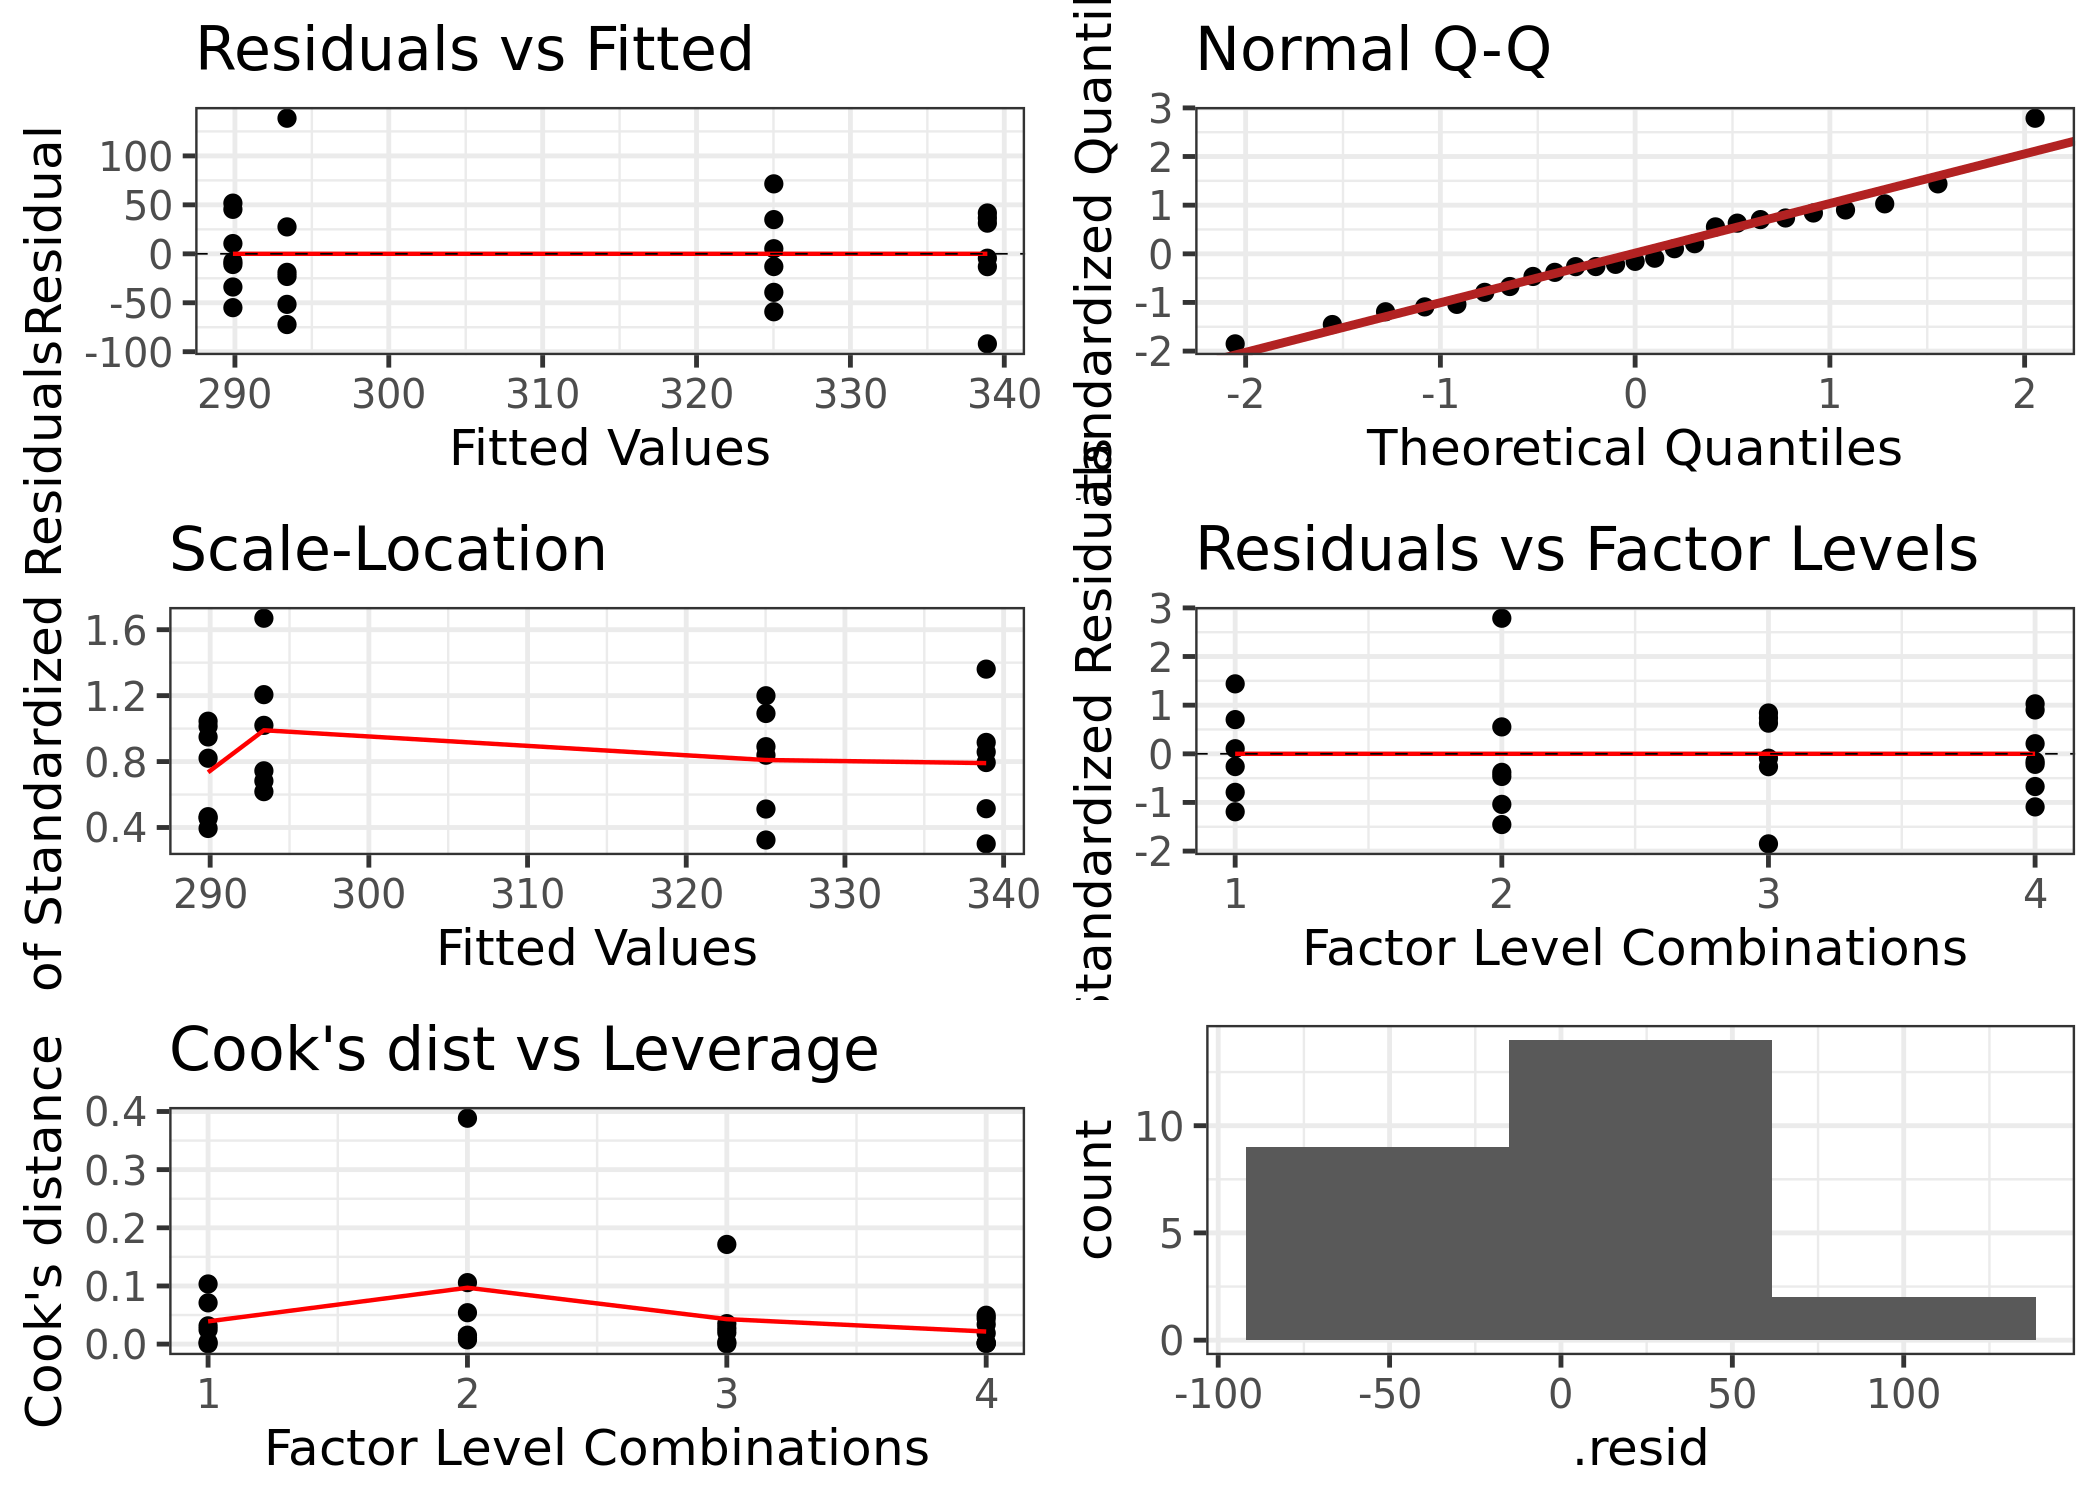 Residuals vs Fitted
Residual
100
50
0
-50
-100
290 300 310 320 330 340
Fitted Values
Normal Q-Q
3
2
1
0
-1
-2
-2 -1 0 1 2
Theoretical Quantiles
Scale-Location
of Standardized Residuals
1.6
1.2
0.8
0.4
290 300 310 320 330 340
Fitted Values
Residuals vs Factor Levels
Residuals
3
2
1
0
-1
-2
1 2 3 4
Factor Level Combinations
Cook's dist vs Leverage
Cook's distance
0.4
0.3
0.2
0.1
0.0
1 2 3 4
Factor Level Combinations
count
10
5
0
-100 -50 0 50 100
.resid